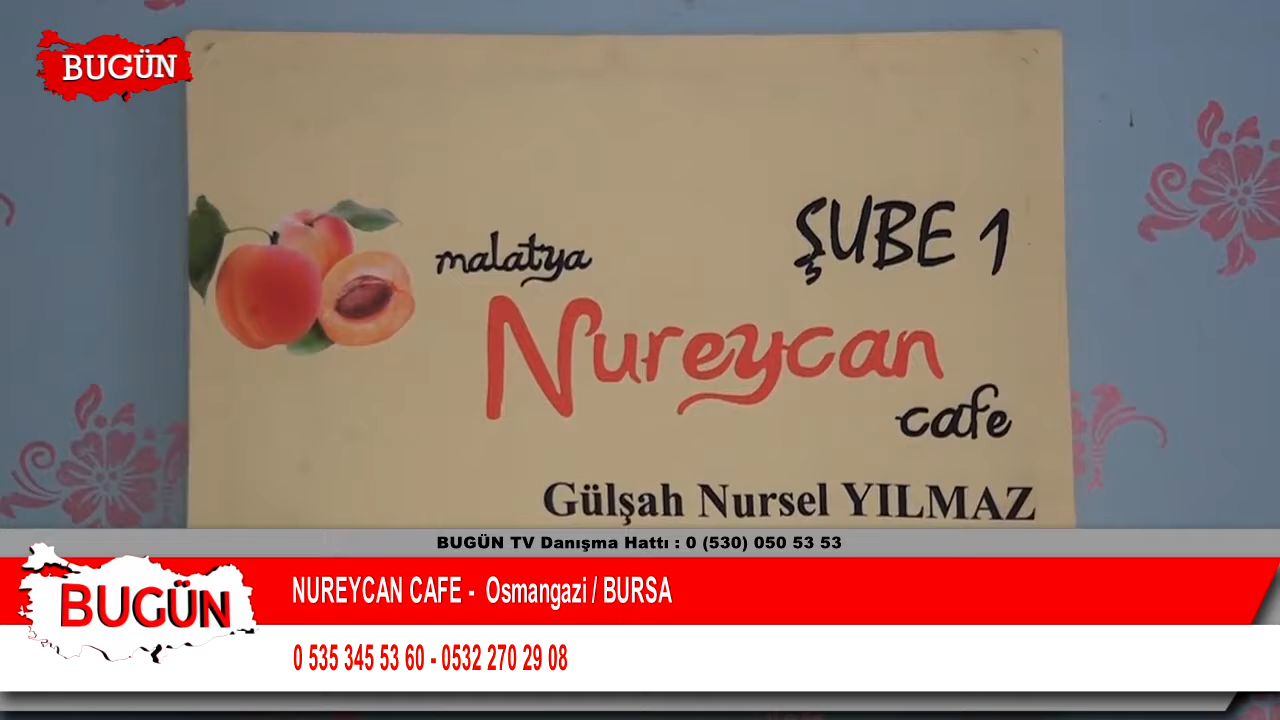 BUGÜN
malatya
ŞUBE 1
Nureycan
cafe
Gülşah Nursel YILMAZ
BUGÜN TV Danışma Hattı : 0 (530) 050 53 53
BUGÜN
NUREYCAN CAFE - Osmangazi / BURSA
0 535 345 53 60 - 0532 270 29 08